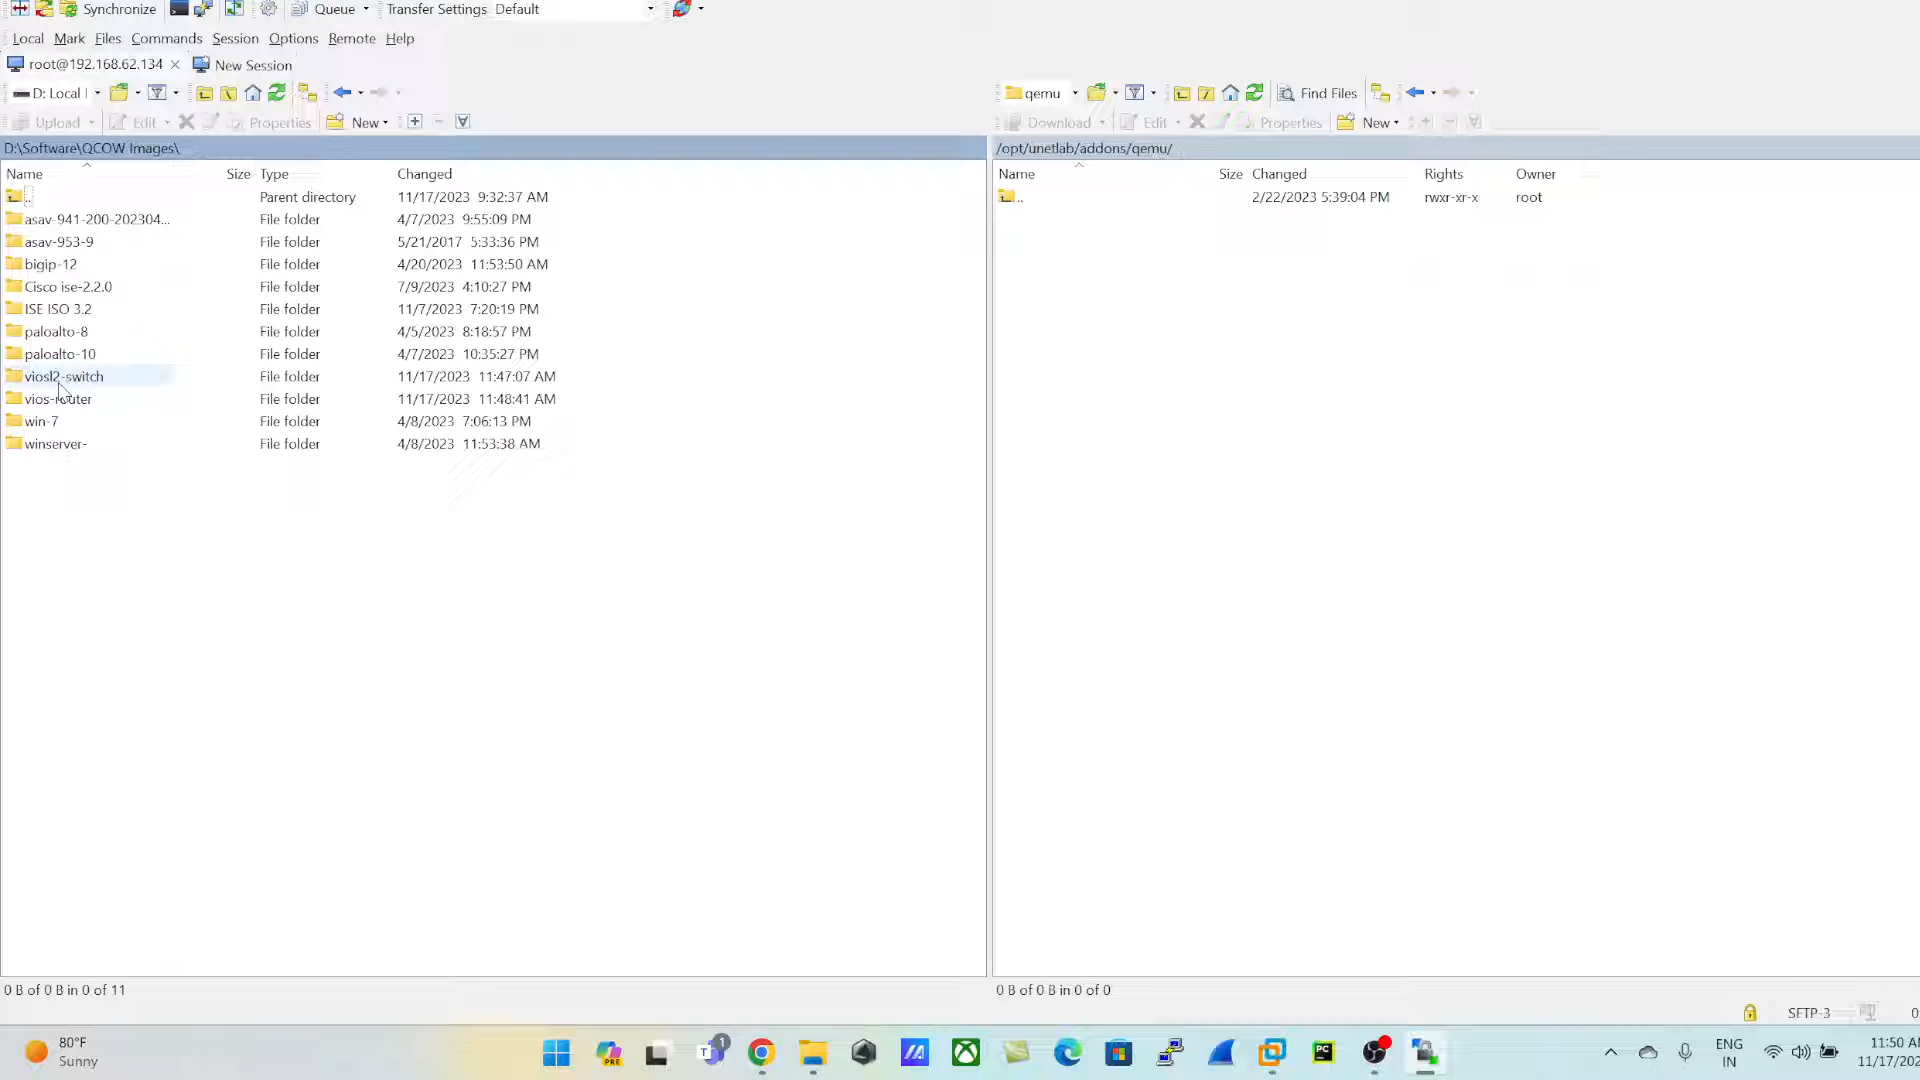 Synchronize Queue Transfer Settings Default
Local Mark Files Commands Session Options Remote Help
root@192.168.62.134 New Session
D: Local qemu Find Files
Upload Edit Properties New Download Edit Properties New
D:\Software\QCOW Images\ /opt/unetlab/addons/qemu/
Name Size Type Changed Name Size Changed Rights Owner
.. Parent directory 11/17/2023 9:32:37 AM .. 2/22/2023 5:39:04 PM rwxr-xr-x root
asav-941-200-202304... File folder 4/7/2023 9:55:09 PM
asav-953-9 File folder 5/21/2017 5:33:36 PM
bigip-12 File folder 4/20/2023 11:53:50 AM
Cisco ise-2.2.0 File folder 7/9/2023 4:10:27 PM
ISE ISO 3.2 File folder 11/7/2023 7:20:19 PM
paloalto-8 File folder 4/5/2023 8:18:57 PM
paloalto-10 File folder 4/7/2023 10:35:27 PM
viosl2-switch File folder 11/17/2023 11:47:07 AM
vios-router File folder 11/17/2023 11:48:41 AM
win-7 File folder 4/8/2023 7:06:13 PM
winserver- File folder 4/8/2023 11:53:38 AM
0 B of 0 B in 0 of 11 0 B of 0 B in 0 of 0
SFTP-3 0
80°F
Sunny
1
PRE
PC
ENG
IN
11:50 A
11/17/202